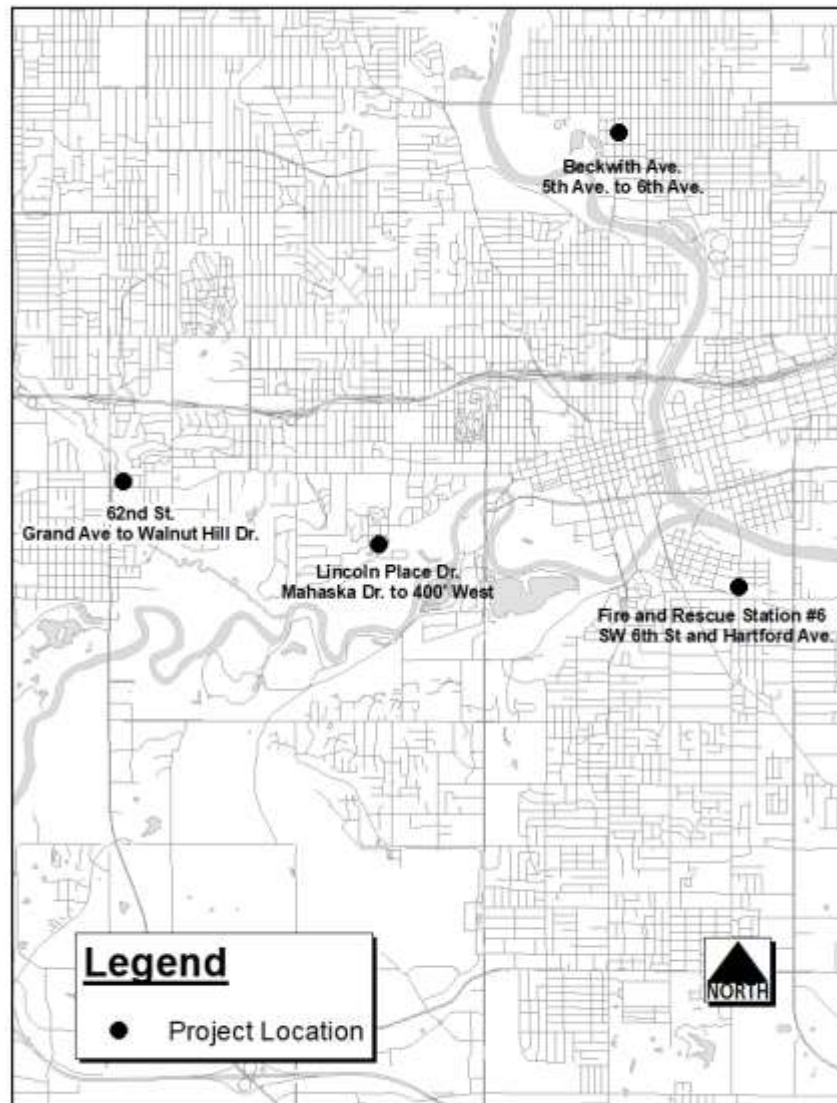 Beckwith Ave.
5th Ave. to 6th Ave.
62nd St.
Grand Ave to Walnut Hill Dr.
Lincoln Place Dr.
Mahaska Dr. to 400' West
Fire and Rescue Station #6
SW 6th St and Hartford Ave.
Legend
Project Location
NORTH